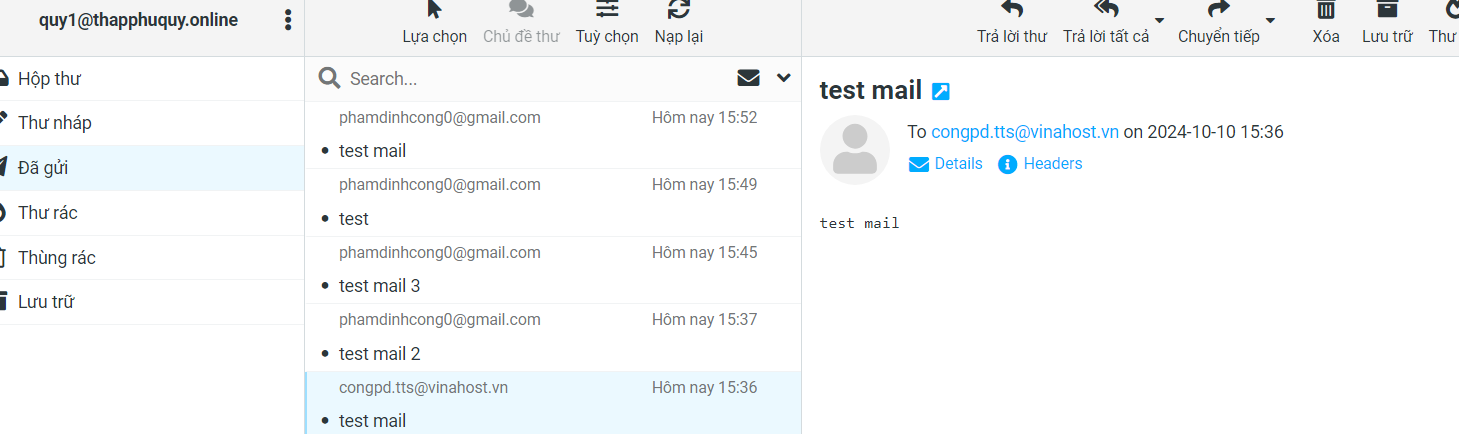 quy1@thapphuquy.online
Lựa chọn
Chủ đề thư
Tuỳ chọn
Nạp lại
Trả lời thư
Trả lời tất cả
Chuyển tiếp
Xóa
Lưu trữ
Thư
Hộp thư
Thư nháp
Đã gửi
Thư rác
Thùng rác
Lưu trữ
Search...
phamdinhcong0@gmail.com Hôm nay 15:52
• test mail
phamdinhcong0@gmail.com Hôm nay 15:49
• test
phamdinhcong0@gmail.com Hôm nay 15:45
• test mail 3
phamdinhcong0@gmail.com Hôm nay 15:37
• test mail 2
congpd.tts@vinahost.vn Hôm nay 15:36
• test mail
test mail
To congpd.tts@vinahost.vn on 2024-10-10 15:36
Details Headers
test mail